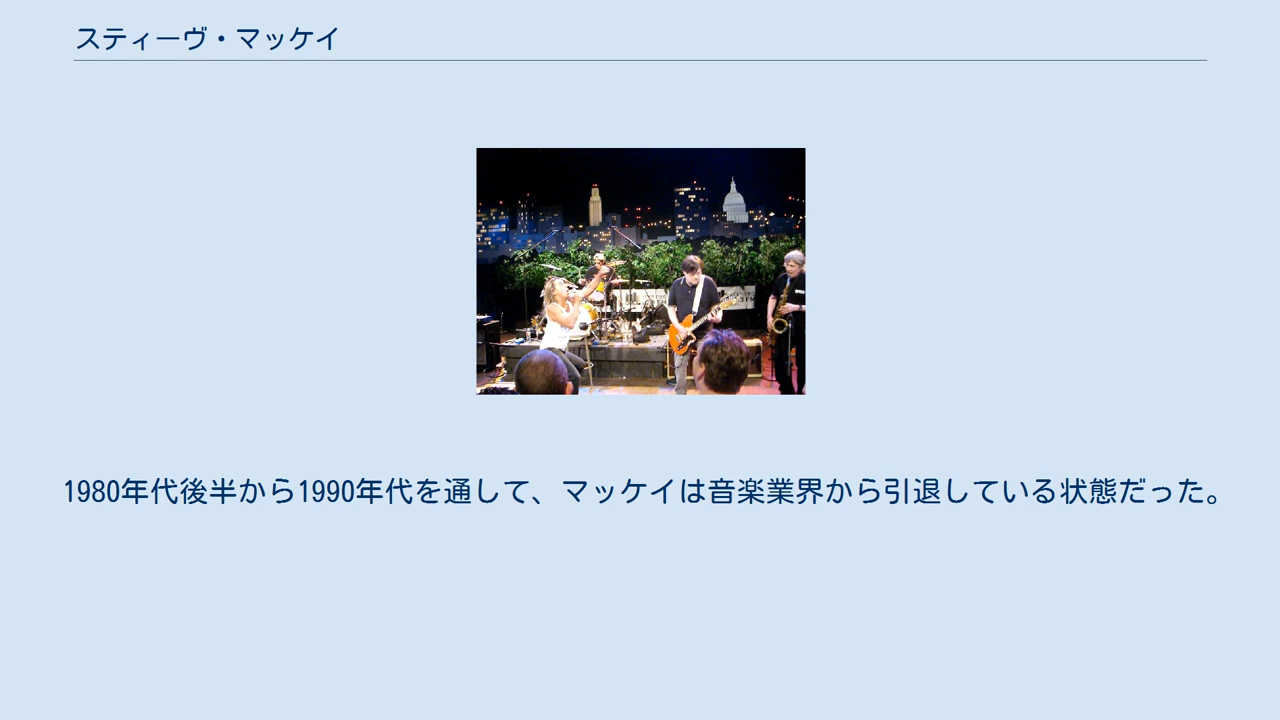 スティーヴ・マッケイ
1980年代後半から1990年代を通して、マッケイは音楽業界から引退している状態だった。